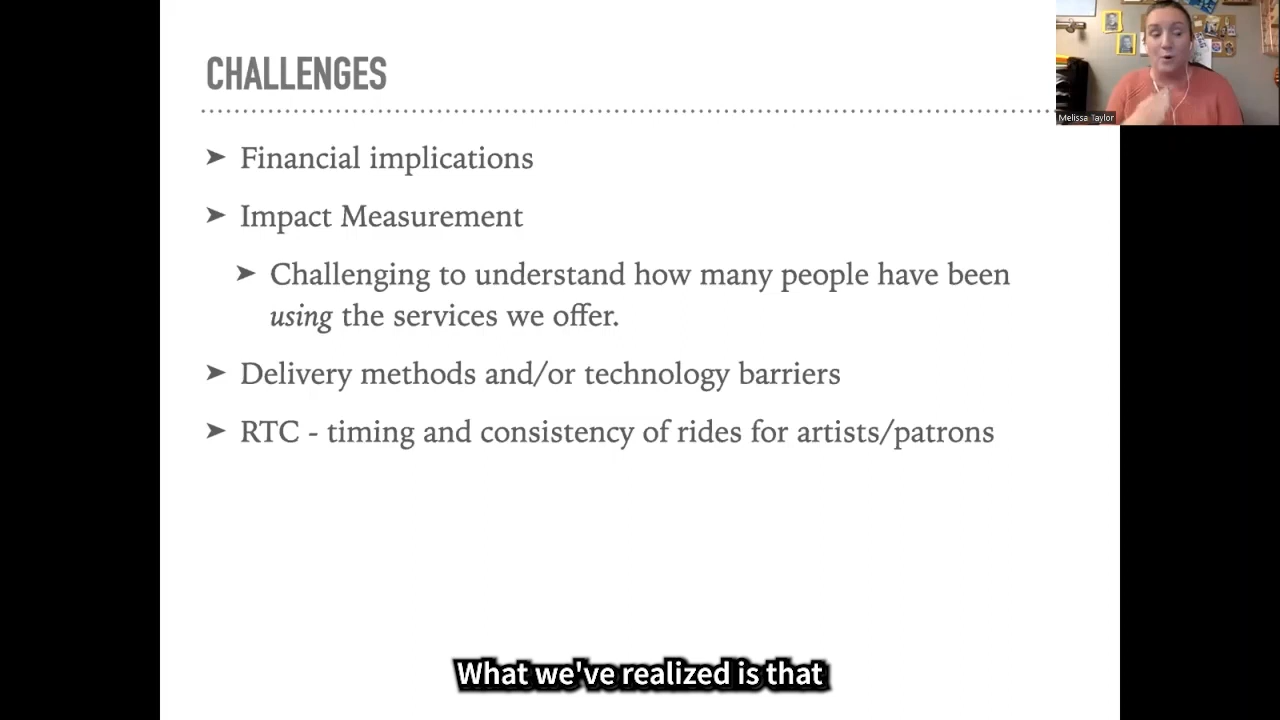 CHALLENGES
Melissa Taylor
➤ Financial implications
➤ Impact Measurement
➤ Challenging to understand how many people have been
using the services we offer.
➤ Delivery methods and/or technology barriers
➤ RTC - timing and consistency of rides for artists/patrons
What we've realized is that